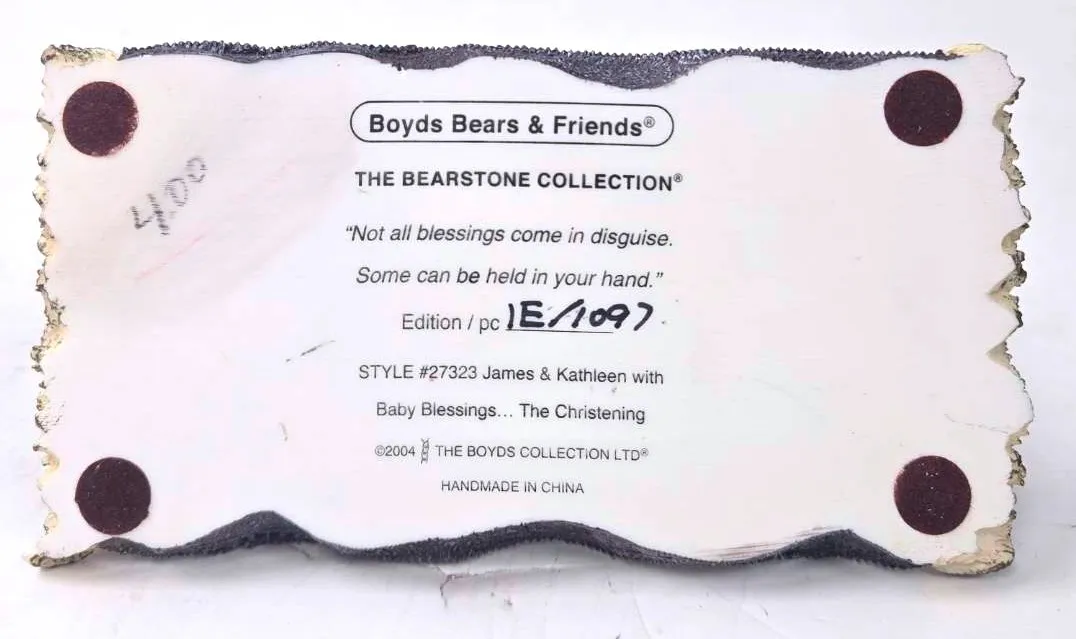 Boyds Bears & Friends®
4.00
THE BEARSTONE COLLECTION®
"Not all blessings come in disguise.
Some can be held in your hand."
Edition / pc 1E/1097
STYLE #27323 James & Kathleen with
Baby Blessings... The Christening
©2004 THE BOYDS COLLECTION LTD®
HANDMADE IN CHINA